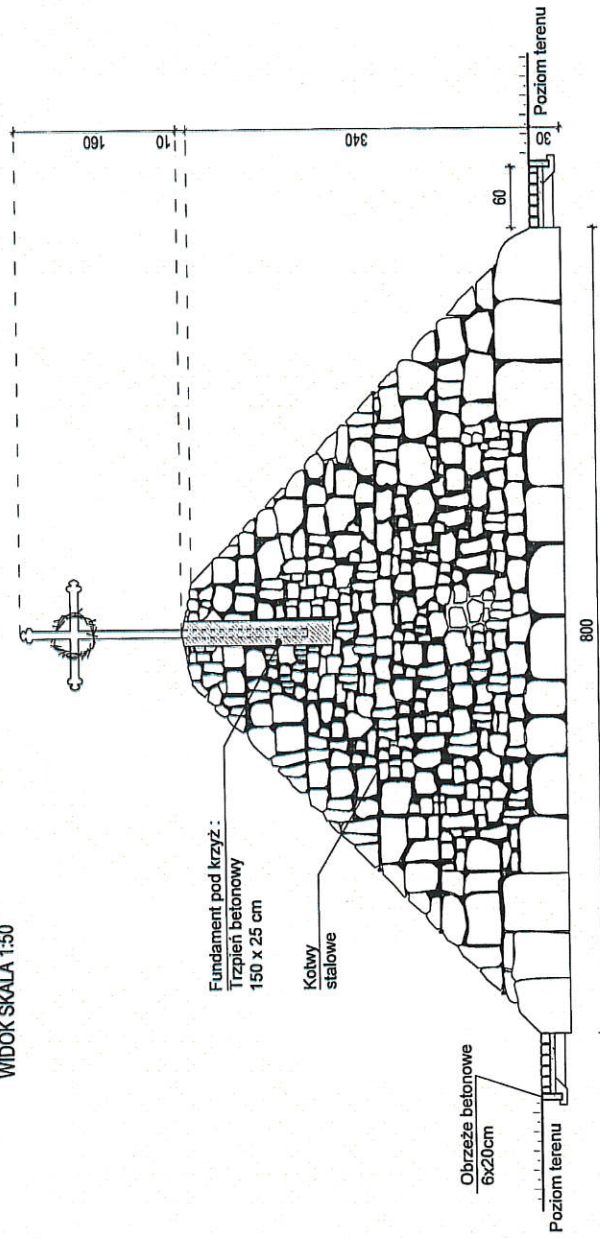 WIDOK SKALA 1:50
160
10
340
30
60
Poziom terenu
Fundament pod krzyż :
Trzpień betonowy
150 x 25 cm
Kotwy
stalowe
Obrzeże betonowe
6x20cm
Poziom terenu
800